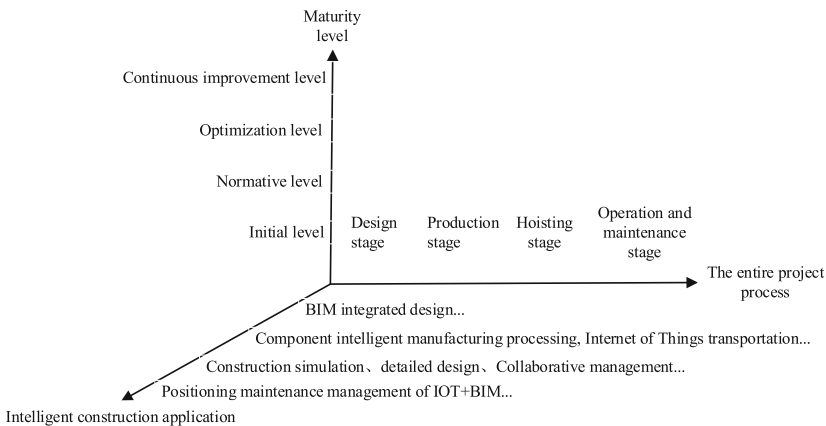 Maturity
level
Continuous improvement level
Optimization level
Normative level
Initial level
Design
stage
Production
stage
Hoisting
stage
Operation and
maintenance
stage
The entire project
process
BIM integrated design...
Component intelligent manufacturing processing, Internet of Things transportation...
Construction simulation、detailed design、Collaborative management...
Positioning maintenance management of IOT+BIM...
Intelligent construction application